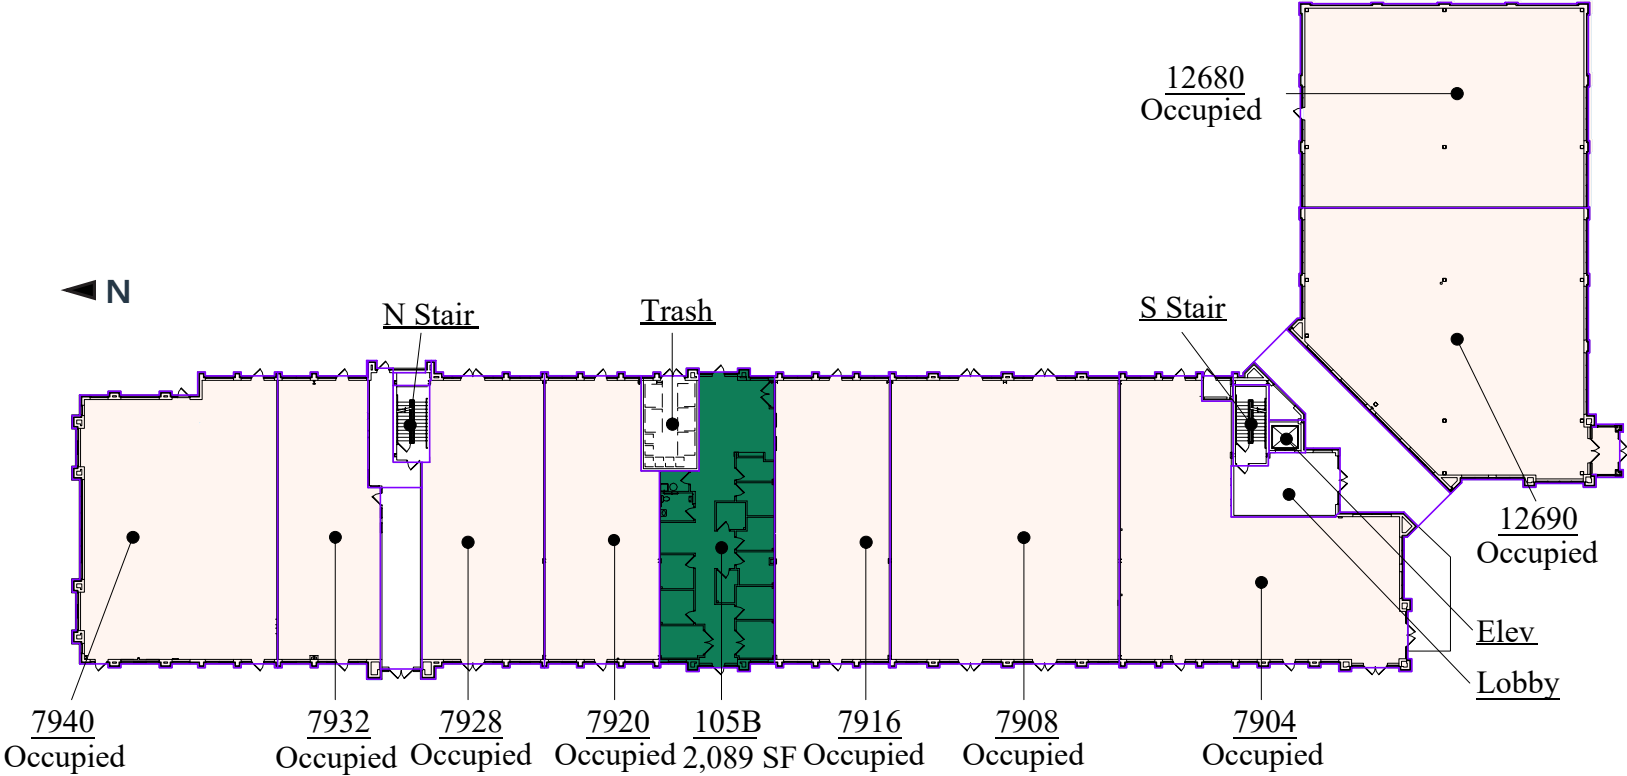 12680
Occupied
N
N Stair
Trash
S Stair
12690
Occupied
Elev
Lobby
7940
Occupied
7932
Occupied
7928
Occupied
7920
Occupied
105B
2,089 SF
7916
Occupied
7908
Occupied
7904
Occupied